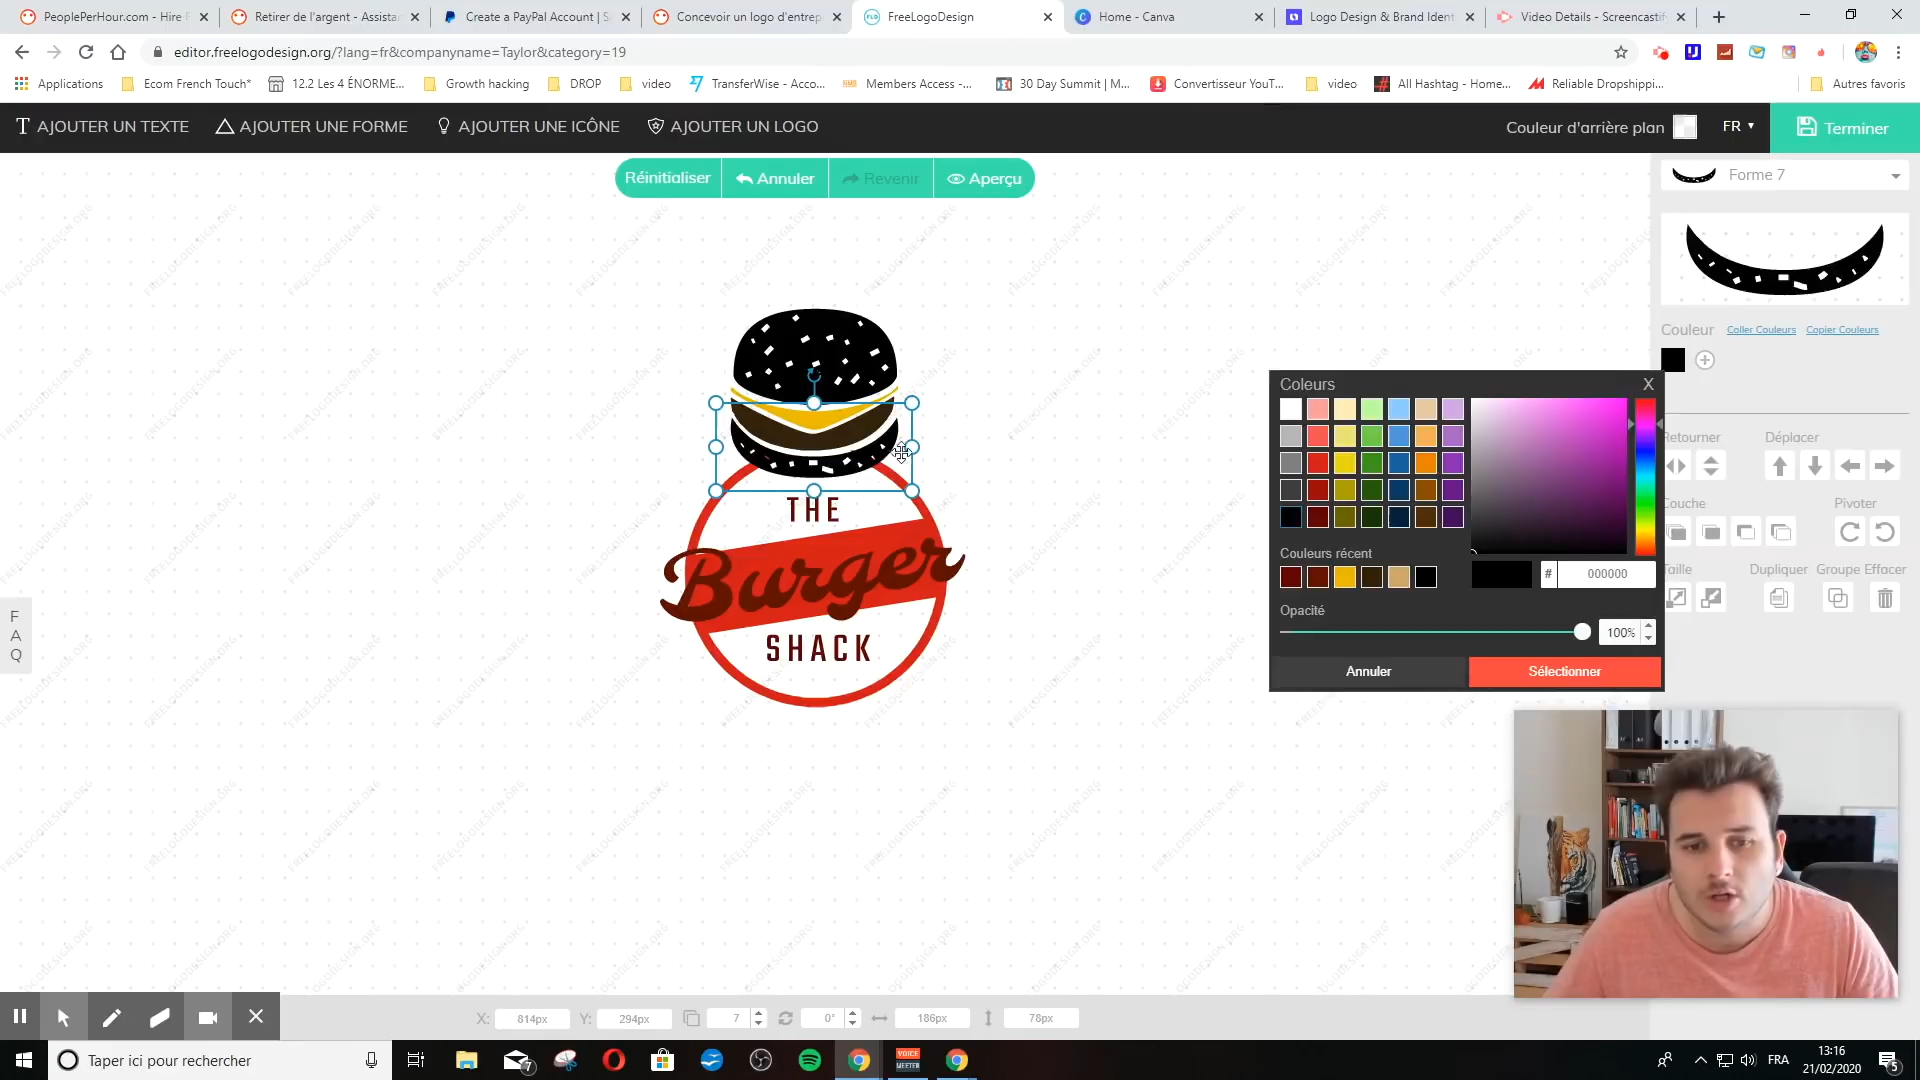 PeoplePerHour.com - Hire F
Retirer de l'argent - Assista
Create a PayPal Account | S
Concevoir un logo d'entrep
FreeLogoDesign
Home - Canva
Logo Design & Brand Ident
Video Details - Screencastif
editor.freelogodesign.org/?lang=fr&companyname=Taylor&category=19
Applications
Ecom French Touch*
12.2 Les 4 ÉNORME...
Growth hacking
DROP
video
TransferWise - Acco...
Members Access -...
30 Day Summit | M...
Convertisseur YouT...
video
All Hashtag - Home...
Reliable Dropshippi...
Autres favoris
AJOUTER UN TEXTE
AJOUTER UNE FORME
AJOUTER UNE ICÔNE
AJOUTER UN LOGO
Couleur d'arrière plan
FR
Terminer
Réinitialiser
Annuler
Revenir
Aperçu
Forme 7
Couleur
Coller Couleurs
Copier Couleurs
Coleurs
X
Retourner
Déplacer
Couche
Pivoter
Couleurs récent
# 000000
Taille
Dupliquer
Groupe
Effacer
Opacité
100%
Annuler
Sélectionner
THE
Burger
SHACK
FREELOGODESIGN.ORG
F
A
Q
X: 814px
Y: 294px
7
0°
186px
78px
Taper ici pour rechercher
7
VOICE
MEETER
FRA
13:16
21/02/2020
5